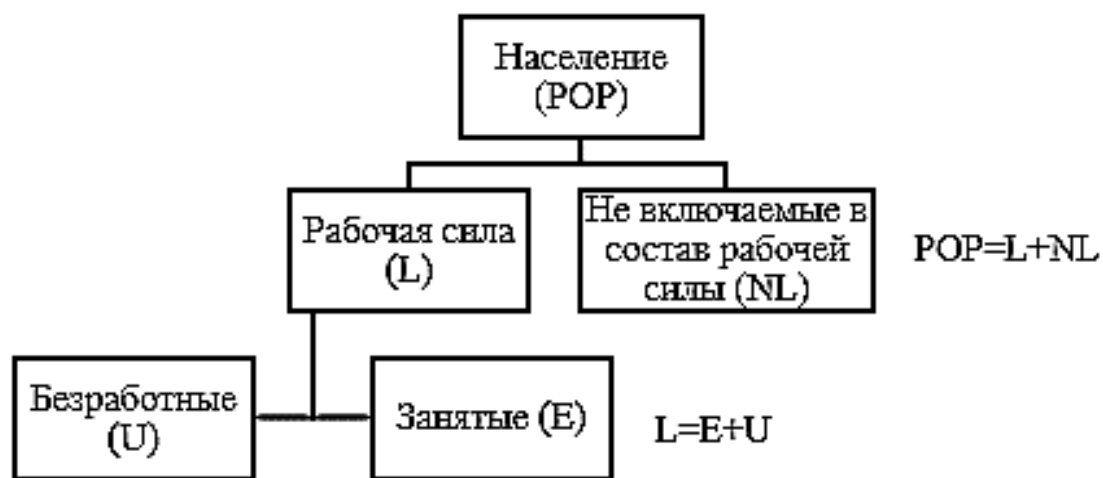 Население
(POP)
Рабочая сила
(L)
Не включаемые в
состав рабочей
силы (NL)
POP=L+NL
Безработные
(U)
Занятые (E)
L=E+U